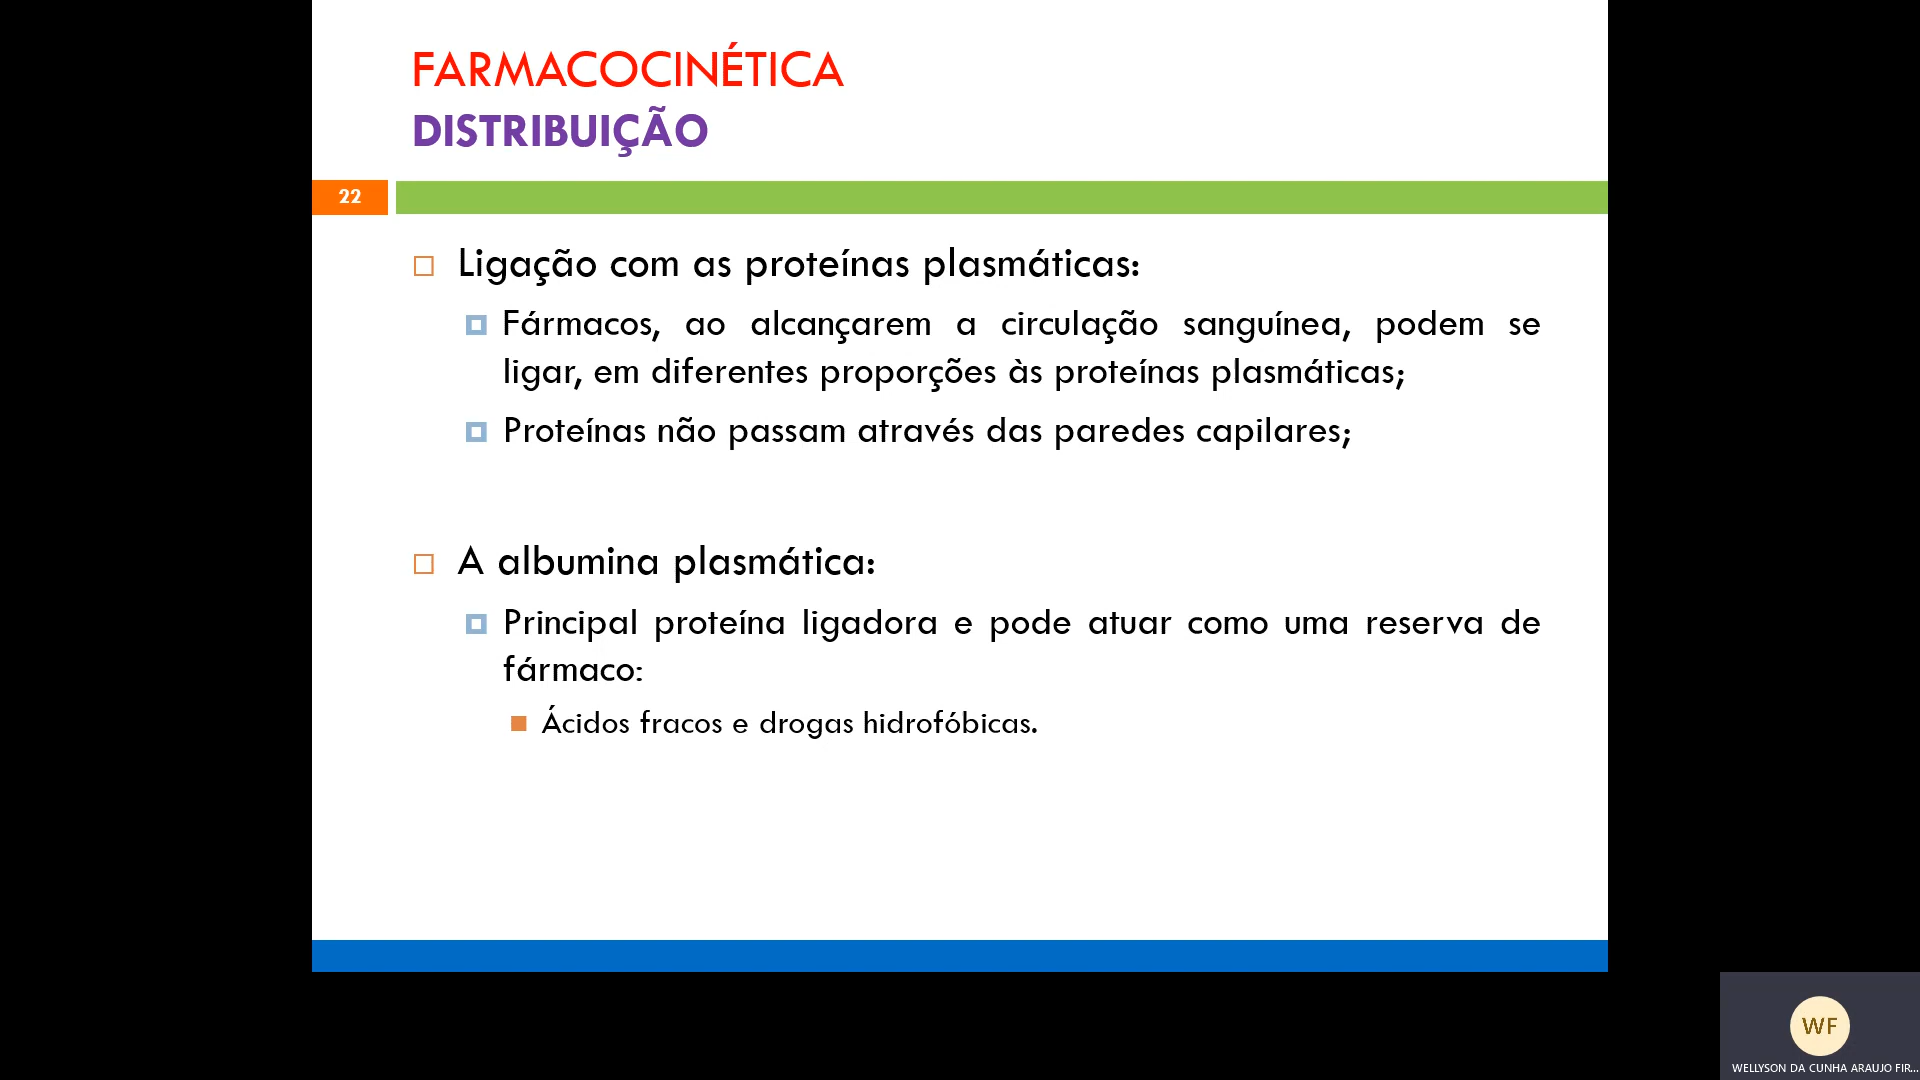 FARMACOCINÉTICA
DISTRIBUIÇÃO
22
Ligação com as proteínas plasmáticas:
Fármacos, ao alcançarem a circulação sanguínea, podem se
ligar, em diferentes proporções às proteínas plasmáticas;
Proteínas não passam através das paredes capilares;
A albumina plasmática:
Principal proteína ligadora e pode atuar como uma reserva de
fármaco:
Ácidos fracos e drogas hidrofóbicas.
WF
WELLYSON DA CUNHA ARAUJO FIR...